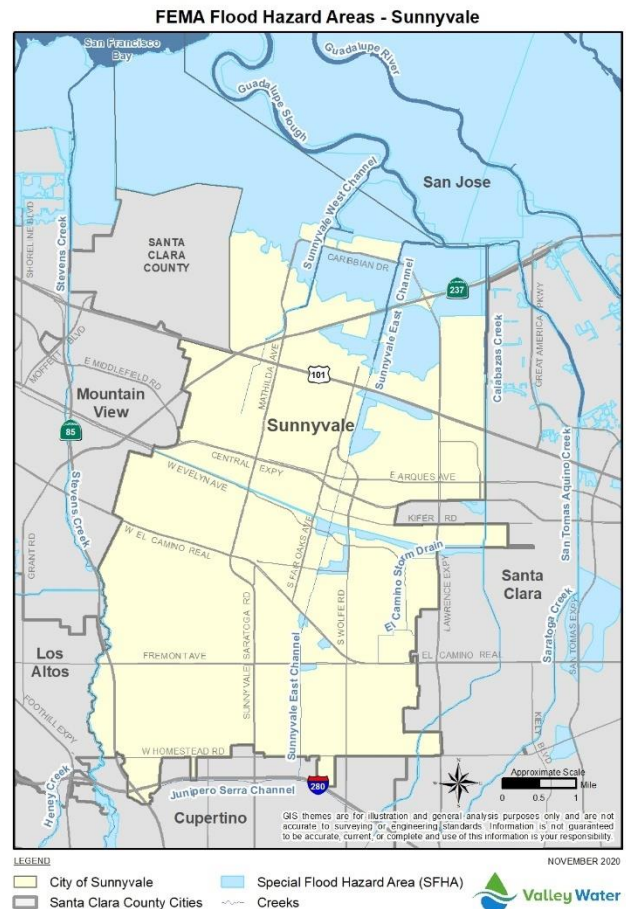 FEMA Flood Hazard Areas - Sunnyvale
San Francisco
Bay
Guadalupe River
Guadalupe Slough
San Jose
Sunnyvale West Channel
SHORELINE BLVD
Stevens Creek
SANTA
CLARA
COUNTY
CARIBBIAN DR
237
Sunnyvale East Channel
Calabazas Creek
GREAT AMERICA PKWY
MOFFETT BLVD
E MIDDLEFIELD RD
MATHILDA AVE
101
Mountain
View
Sunnyvale
85
CENTRAL EXPY
W EVELYN AVE
E ARQUES AVE
San Tomas Aquino Creek
Stevens Creek
KIFER RD
W EL CAMINO REAL
S FAIR OAKS AVE
GRANT RD
El Camino Storm Drain
LAWRENCE EXPY
Santa
Clara
Saratoga Creek
SAN TOMAS EXPY
SUNNYVALE SARATOGA RD
S WOLFE RD
Los
Altos
FREMONT AVE
EL CAMINO REAL
Sunnyvale East Channel
FOOTHILL EXPY
W HOMESTEAD RD
KIELY BLVD
Heney Creek
Junipero Serra Channel
280
Cupertino
Approximate Scale
Mile
0 0.5 1
GIS themes are for illustration and general analysis purposes only and are not
accurate to surveying or engineering standards. Information is not guaranteed
to be accurate, current, or complete and use of this information is your responsibility.
LEGEND
NOVEMBER 2020
City of Sunnyvale
Special Flood Hazard Area (SFHA)
Santa Clara County Cities
Creeks
Valley Water